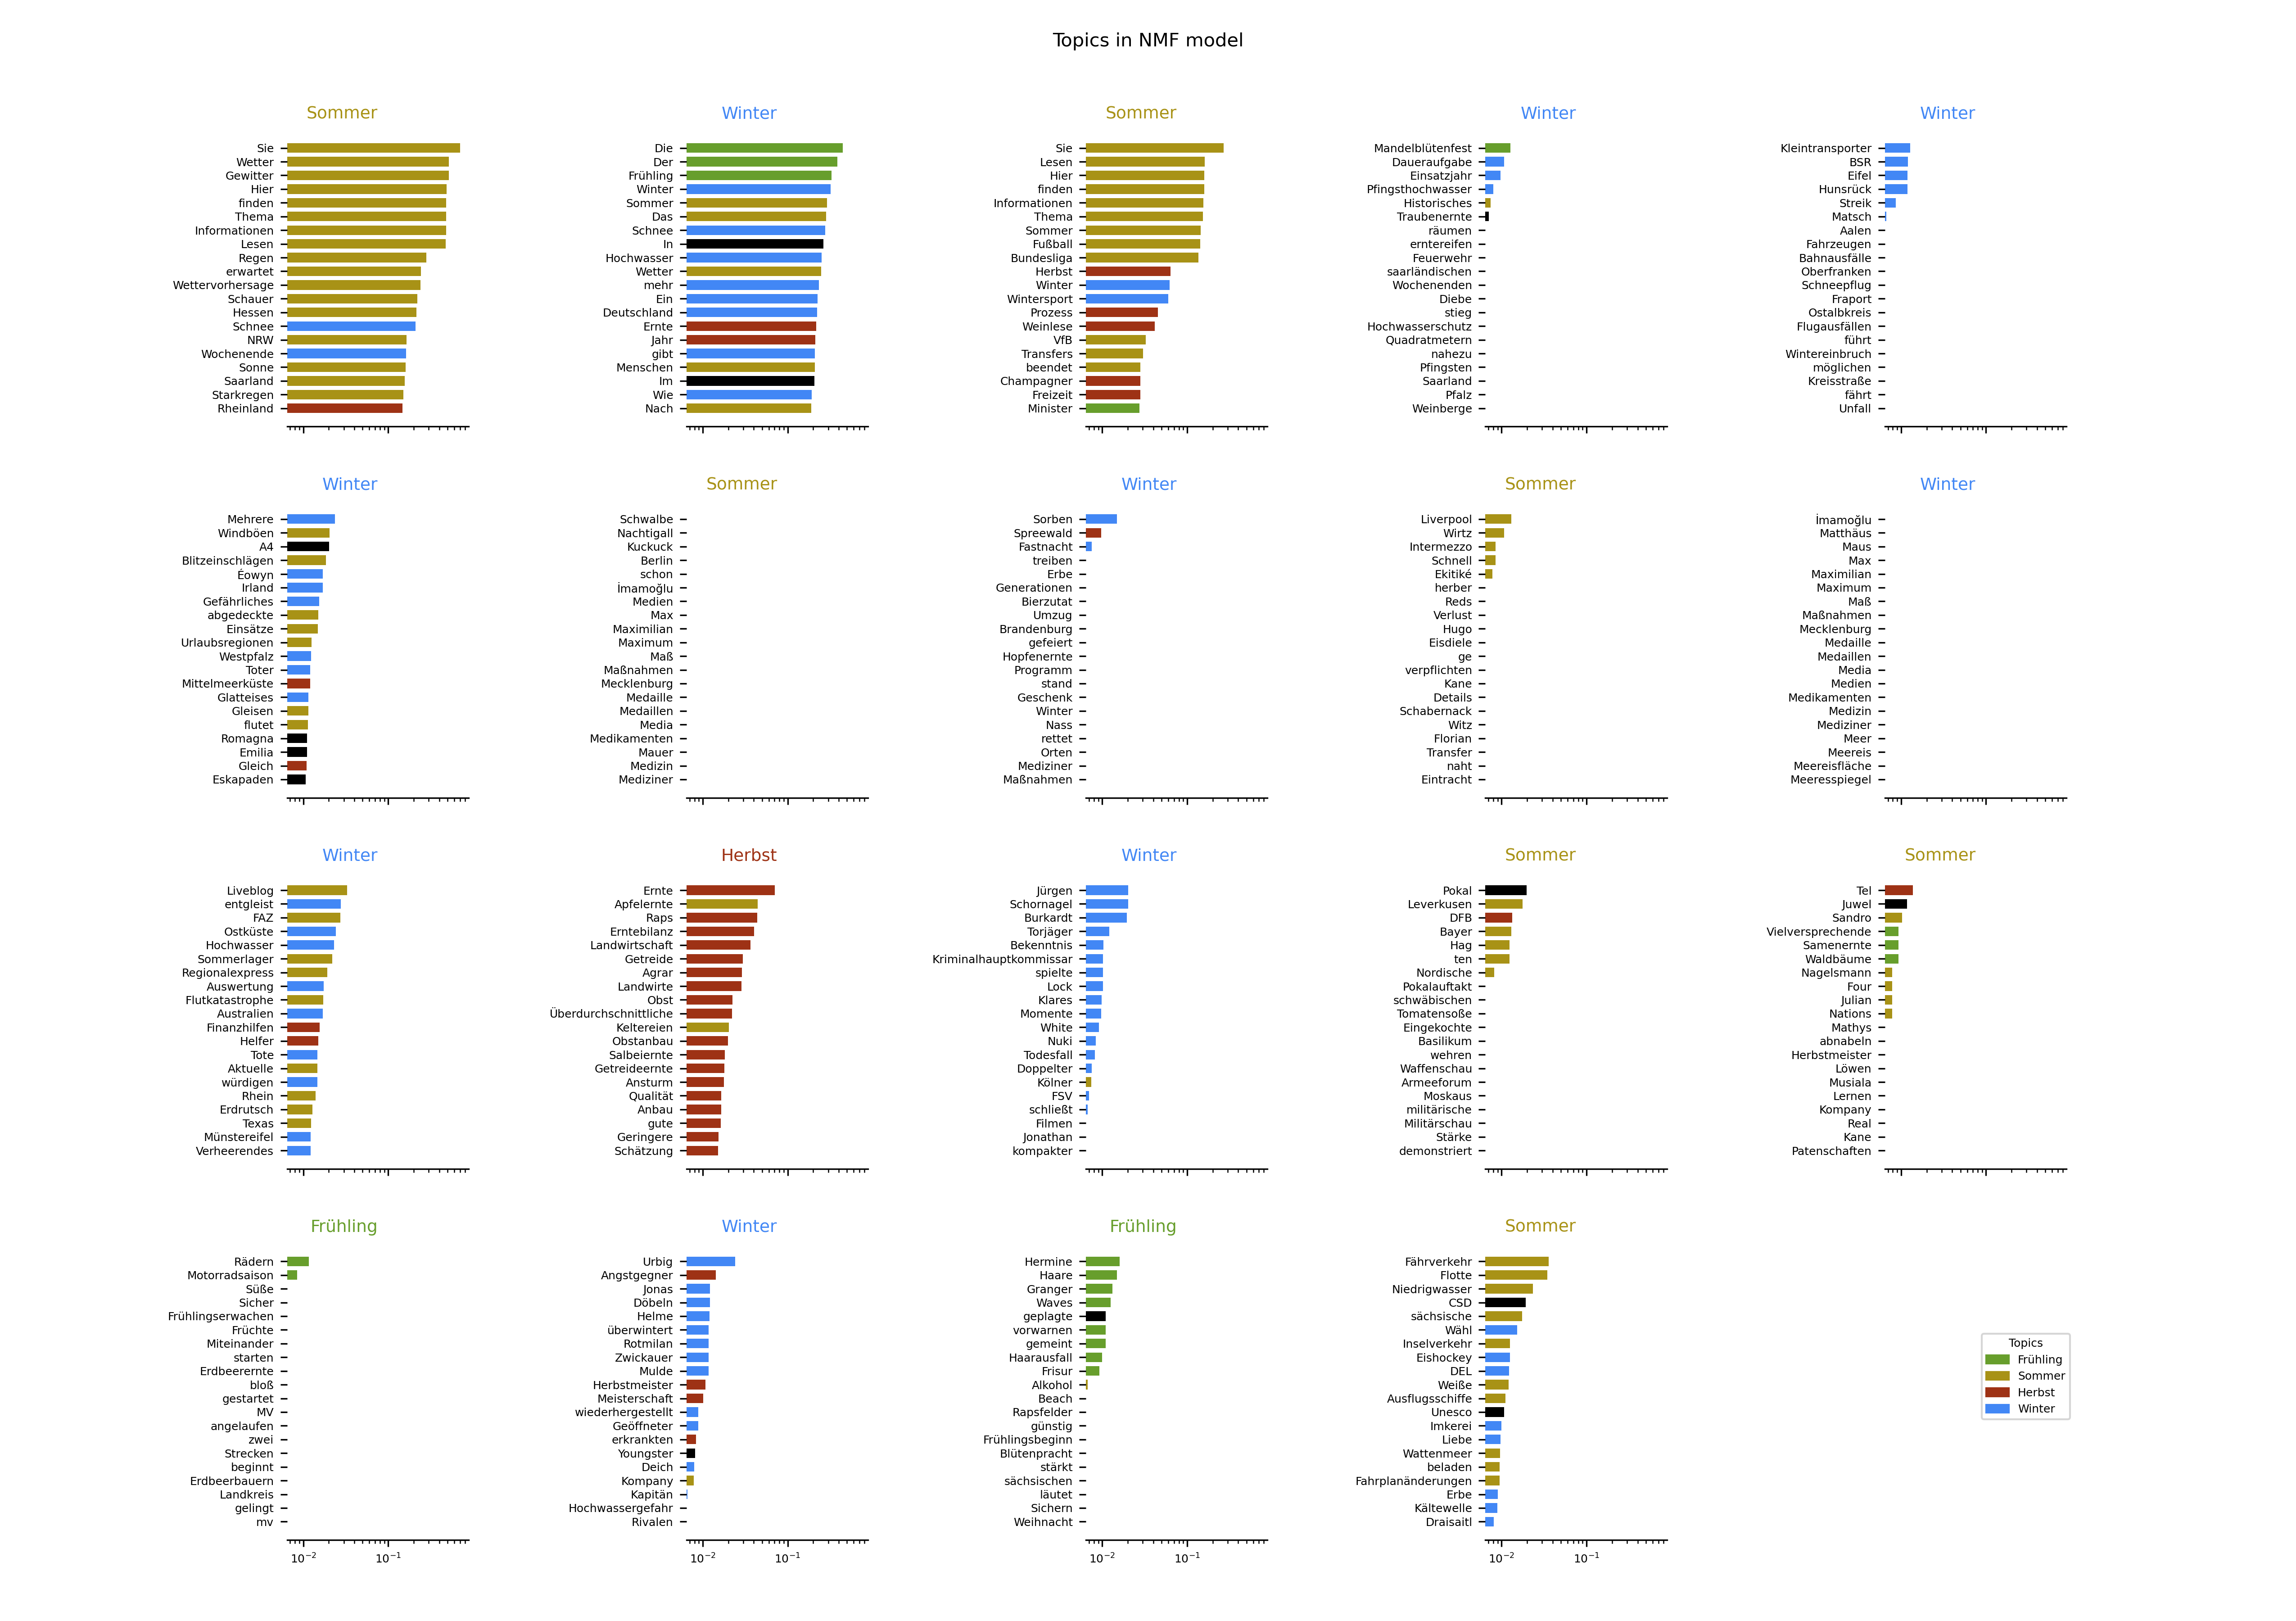 Topics in NMF model
Sommer
Sie
Wetter
Gewitter
Hier
finden
Thema
Informationen
Lesen
Regen
erwartet
Wettervorhersage
Schauer
Hessen
Schnee
NRW
Wochenende
Sonne
Saarland
Starkregen
Rheinland
Winter
Die
Der
Frühling
Winter
Sommer
Das
Schnee
In
Hochwasser
Wetter
mehr
Ein
Deutschland
Ernte
Jahr
gibt
Menschen
Im
Wie
Nach
Sommer
Sie
Lesen
Hier
finden
Informationen
Thema
Sommer
Fußball
Bundesliga
Herbst
Winter
Wintersport
Prozess
Weinlese
VfB
Transfers
beendet
Champagner
Freizeit
Minister
Winter
Mandelblütenfest
Daueraufgabe
Einsatzjahr
Pfingsthochwasser
Historisches
Traubenernte
räumen
erntereifen
Feuerwehr
saarländischen
Wochenenden
Diebe
stieg
Hochwasserschutz
Quadratmetern
nahezu
Pfingsten
Saarland
Pfalz
Weinberge
Winter
Kleintransporter
BSR
Eifel
Hunsrück
Streik
Matsch
Aalen
Fahrzeugen
Bahnausfälle
Oberfranken
Schneepflug
Fraport
Ostalbkreis
Flugausfällen
führt
Wintereinbruch
möglichen
Kreisstraße
fährt
Unfall
Winter
Mehrere
Windböen
A4
Blitzeinschlägen
Éowyn
Irland
Gefährliches
abgedeckte
Einsätze
Urlaubsregionen
Westpfalz
Toter
Mittelmeerküste
Glatteises
Gleisen
flutet
Romagna
Emilia
Gleich
Eskapaden
Sommer
Schwalbe
Nachtigall
Kuckuck
Berlin
schon
İmamoğlu
Medien
Max
Maximilian
Maximum
Maß
Maßnahmen
Mecklenburg
Medaille
Medaillen
Media
Medikamenten
Mauer
Medizin
Mediziner
Winter
Sorben
Spreewald
Fastnacht
treiben
Erbe
Generationen
Bierzutat
Umzug
Brandenburg
gefeiert
Hopfenernte
Programm
stand
Geschenk
Winter
Nass
rettet
Orten
Mediziner
Maßnahmen
Sommer
Liverpool
Wirtz
Intermezzo
Schnell
Ekitiké
herber
Reds
Verlust
Hugo
Eisdiele
ge
verpflichten
Kane
Details
Schabernack
Witz
Florian
Transfer
naht
Eintracht
Winter
İmamoğlu
Matthäus
Maus
Max
Maximilian
Maximum
Maß
Maßnahmen
Mecklenburg
Medaille
Medaillen
Media
Medien
Medikamenten
Medizin
Mediziner
Meer
Meereis
Meereisfläche
Meeresspiegel
Winter
Liveblog
entgleist
FAZ
Ostküste
Hochwasser
Sommerlager
Regionalexpress
Auswertung
Flutkatastrophe
Australien
Finanzhilfen
Helfer
Tote
Aktuelle
würdigen
Rhein
Erdrutsch
Texas
Münstereifel
Verheerendes
Herbst
Ernte
Apfelernte
Raps
Erntebilanz
Landwirtschaft
Getreide
Agrar
Landwirte
Obst
Überdurchschnittliche
Keltereien
Obstanbau
Salbeiernte
Getreideernte
Ansturm
Qualität
Anbau
gute
Geringere
Schätzung
Winter
Jürgen
Schornagel
Burkardt
Torjäger
Bekenntnis
Kriminalhauptkommissar
spielte
Lock
Klares
Momente
White
Nuki
Todesfall
Doppelter
Kölner
FSV
schließt
Filmen
Jonathan
kompakter
Sommer
Pokal
Leverkusen
DFB
Bayer
Hag
ten
Nordische
Pokalauftakt
schwäbischen
Tomatensoße
Eingekochte
Basilikum
wehren
Waffenschau
Armeeforum
Moskaus
militärische
Militärschau
Stärke
demonstriert
Sommer
Tel
Juwel
Sandro
Vielversprechende
Samenernte
Waldbäume
Nagelsmann
Four
Julian
Nations
Mathys
abnabeln
Herbstmeister
Löwen
Musiala
Lernen
Kompany
Real
Kane
Patenschaften
Frühling
Rädern
Motorradsaison
Süße
Sicher
Frühlingserwachen
Früchte
Miteinander
starten
Erdbeerernte
bloß
gestartet
MV
angelaufen
zwei
Strecken
beginnt
Erdbeerbauern
Landkreis
gelingt
mv
10⁻² 10⁻¹
Winter
Urbig
Angstgegner
Jonas
Döbeln
Helme
überwintert
Rotmilan
Zwickauer
Mulde
Herbstmeister
Meisterschaft
wiederhergestellt
Geöffneter
erkrankten
Youngster
Deich
Kompany
Kapitän
Hochwassergefahr
Rivalen
10⁻² 10⁻¹
Frühling
Hermine
Haare
Granger
Waves
geplagte
vorwarnen
gemeint
Haarausfall
Frisur
Alkohol
Beach
Rapsfelder
günstig
Frühlingsbeginn
Blütenpracht
stärkt
sächsischen
läutet
Sichern
Weihnacht
10⁻² 10⁻¹
Sommer
Fährverkehr
Flotte
Niedrigwasser
CSD
sächsische
Wähl
Inselverkehr
Eishockey
DEL
Weiße
Ausflugsschiffe
Unesco
Imkerei
Liebe
Wattenmeer
beladen
Fahrplanänderungen
Erbe
Kältewelle
Draisaitl
10⁻² 10⁻¹
Topics
Frühling
Sommer
Herbst
Winter